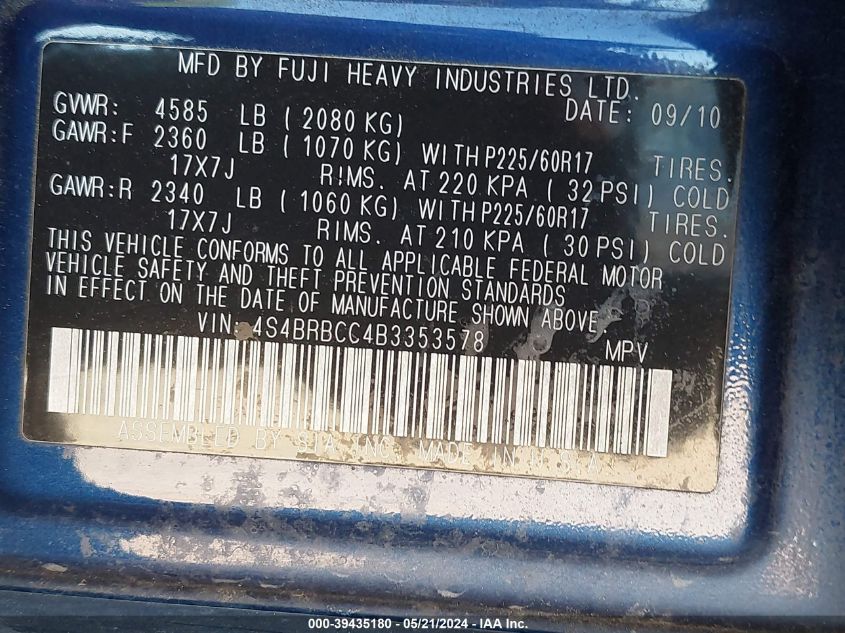 MFD BY FUJI HEAVY INDUSTRIES LTD.
DATE: 09/10
GVWR: 4585 LB ( 2080 KG)
GAWR:F 2360 LB ( 1070 KG) WITH P225/60R17 TIRES.
17X7J RIMS. AT 220 KPA ( 32 PSI) COLD
GAWR:R 2340 LB ( 1060 KG) WITH P225/60R17 TIRES.
17X7J RIMS. AT 210 KPA ( 30 PSI) COLD
THIS VEHICLE CONFORMS TO ALL APPLICABLE FEDERAL MOTOR
VEHICLE SAFETY AND THEFT PREVENTION STANDARDS
IN EFFECT ON THE DATE OF MANUFACTURE SHOWN ABOVE
VIN: 4S4BRBCC4B3353578 MPV
ASSEMBLED BY SIA INC. MADE IN U.S.A.
000-39435180 - 05/21/2024 - IAA Inc.